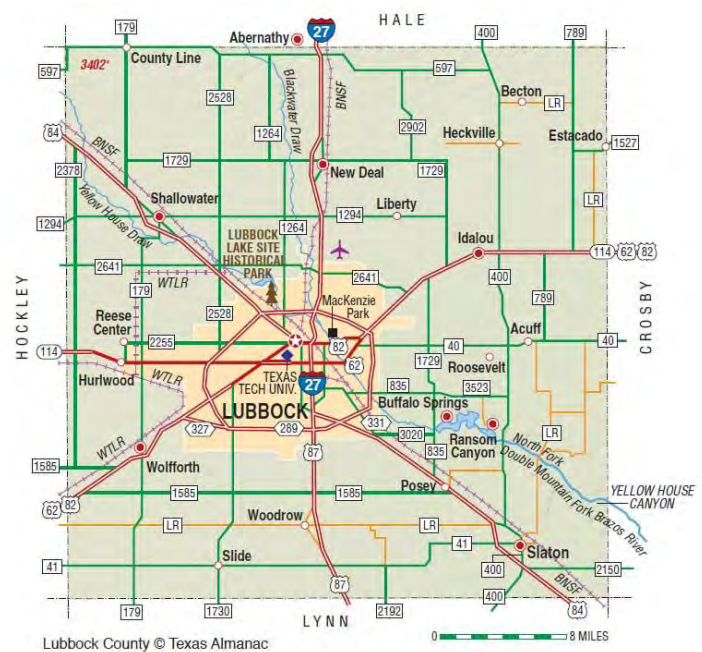 HALE
179
Abernathy
27
400
789
County Line
3402'
597
597
BNSF
2528
Blackwater Draw
1264
Becton
LR
2902
Heckville
Estacado
1527
84
BNSF
2378
1729
New Deal
1729
LR
Shallowater
Yellow House Draw
1294
1264
1294
Liberty
LUBBOCK
LAKE SITE
HISTORICAL
PARK
Idalou
114
62
82
2641
WTLR
179
2641
400
789
MacKenzie
Park
HOCKLEY
CROSBY
Reese
Center
2528
2255
82
40
Acuff
40
114
62
1729
Roosevelt
Hurlwood
WTLR
TEXAS
TECH UNIV.
27
835
3523
Buffalo Springs
LUBBOCK
327
289
331
3020
Ransom
Canyon
LR
North Fork
Double Mountain Fork Brazos River
WTLR
87
835
1585
Wolfforth
62
82
1585
1585
Posey
YELLOW HOUSE
CANYON
LR
Woodrow
LR
41
Slide
41
Slaton
400
2150
BNSF
87
179
1730
2192
400
84
LYNN
Lubbock County © Texas Almanac
0
8 MILES